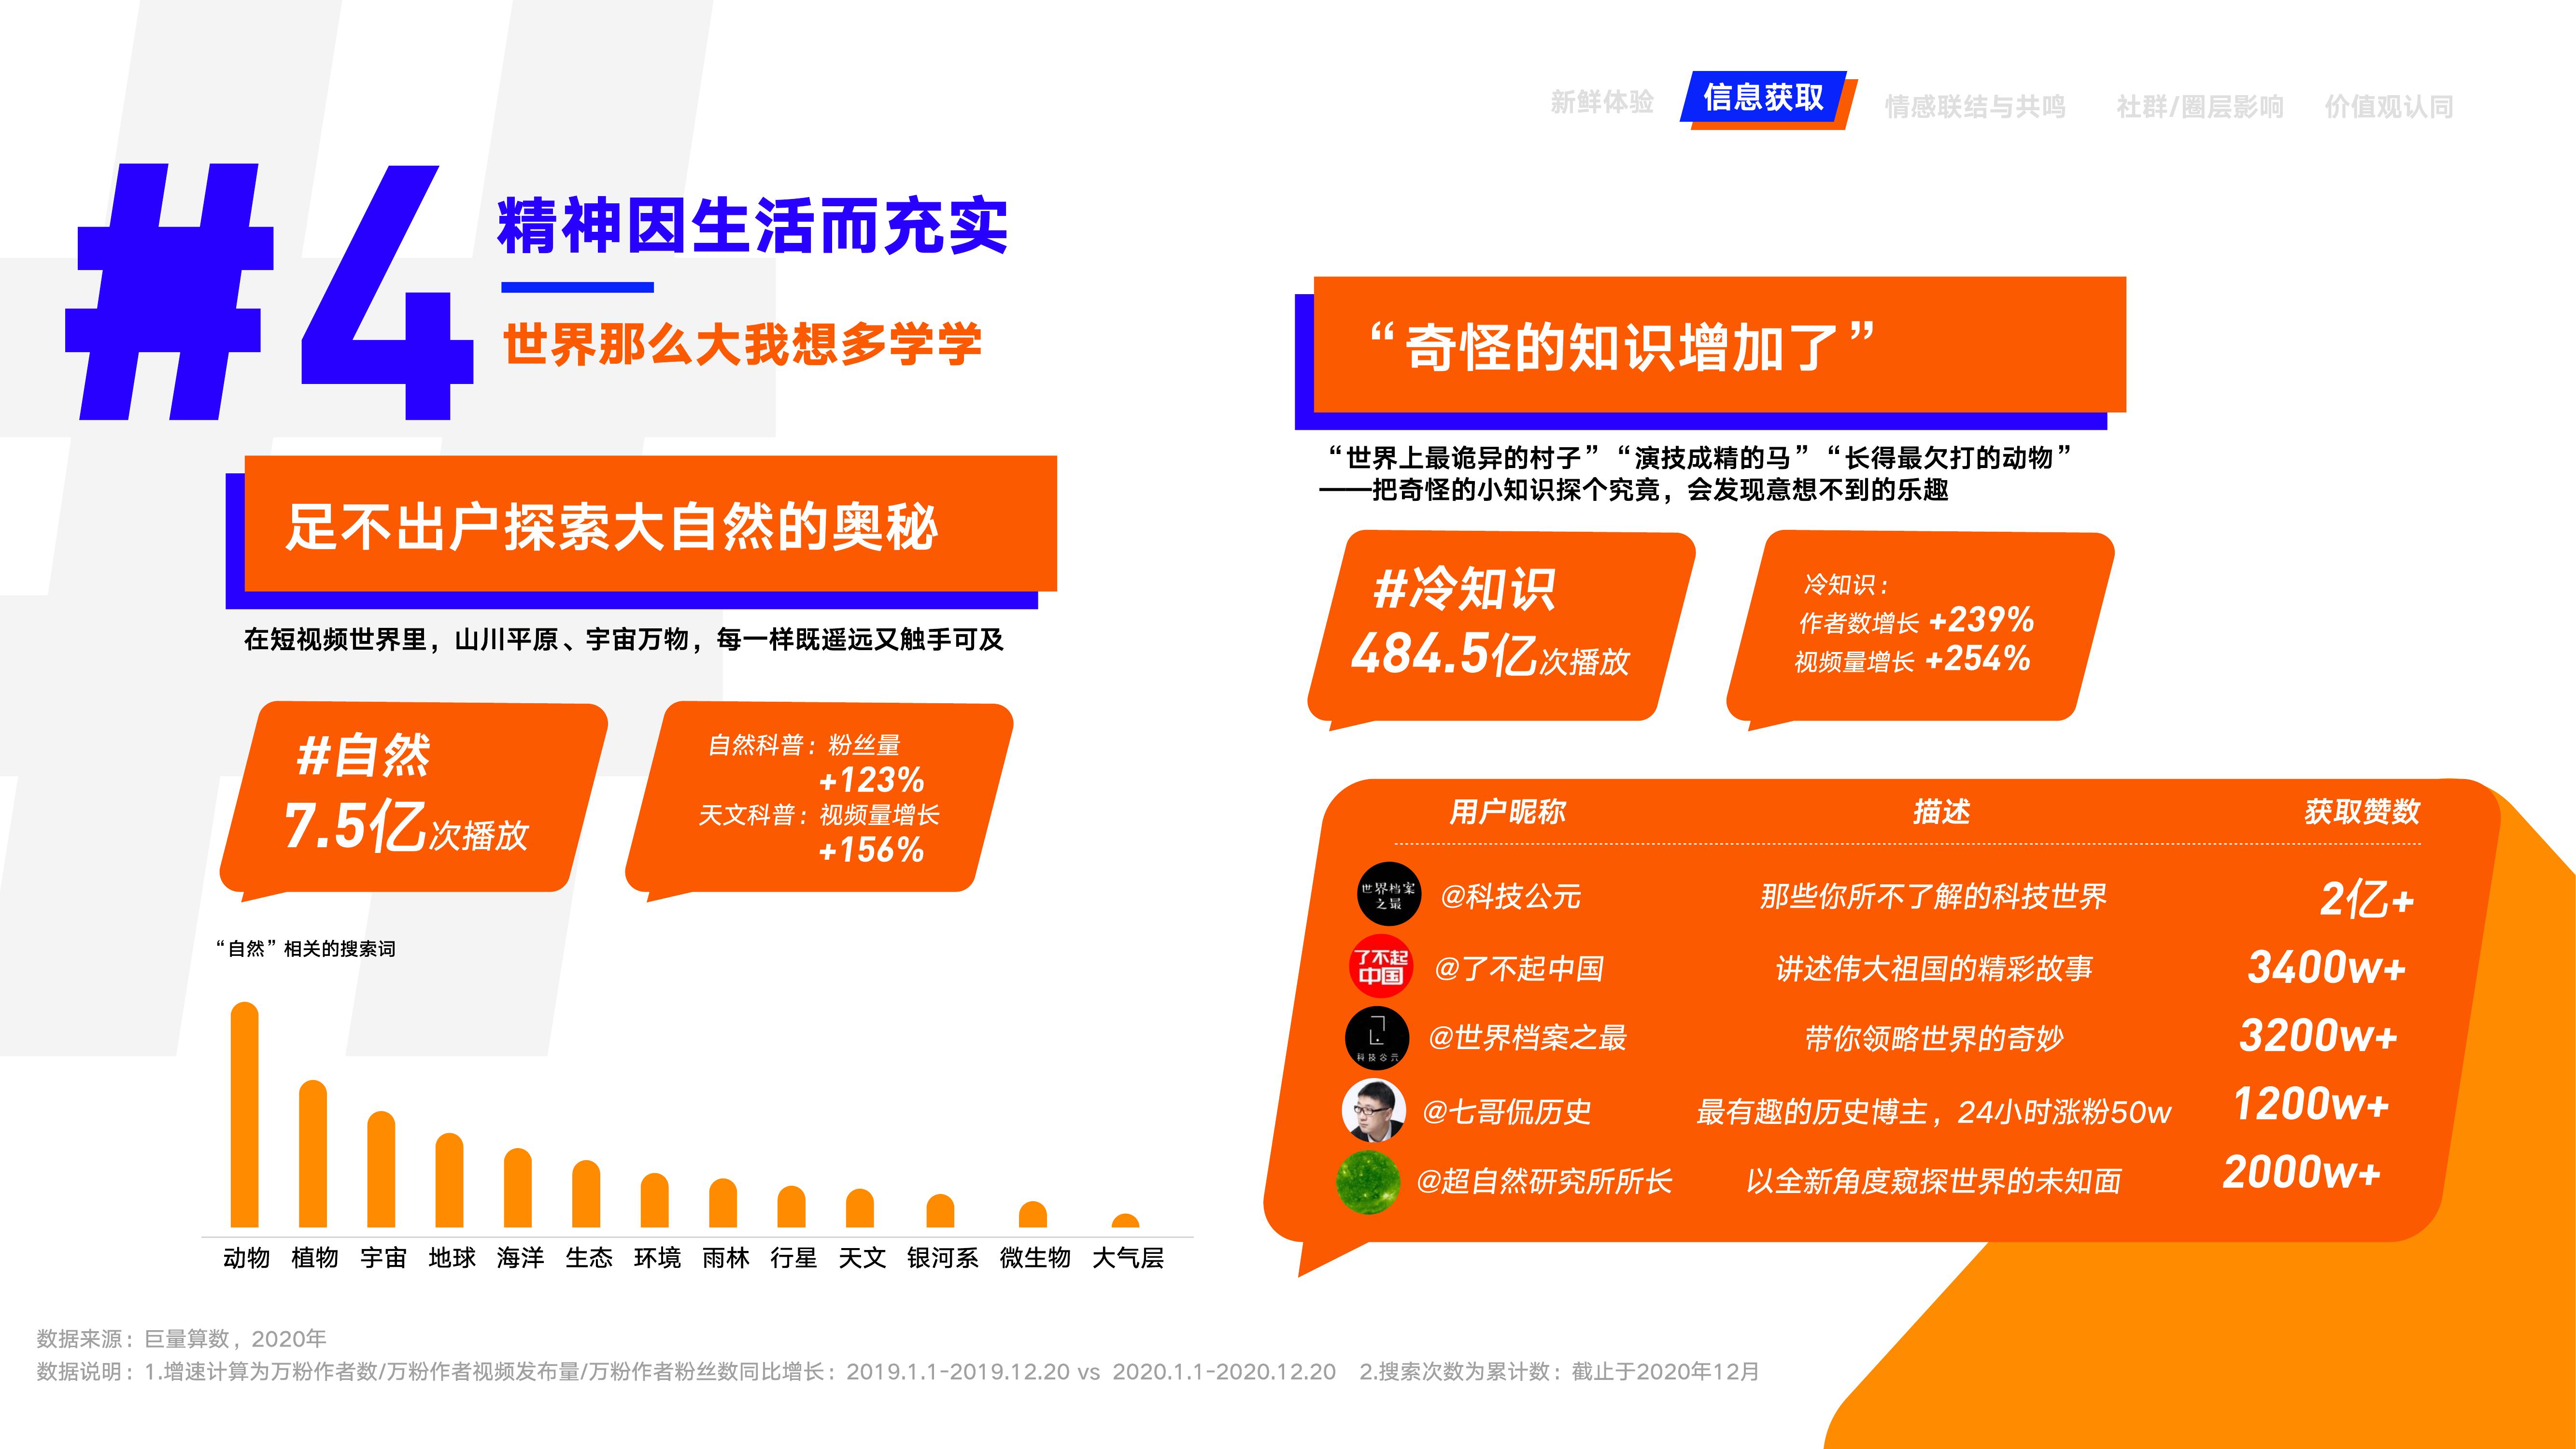 新鲜体验
信息获取
情感联结与共鸣
社群/圈层影响
价值观认同
#4
精神因生活而充实
世界那么大我想多学学
足不出户探索大自然的奥秘
在短视频世界里，山川平原、宇宙万物，每一样既遥远又触手可及
#自然
7.5亿次播放
自然科普：粉丝量
+123%
天文科普：视频量增长
+156%
“自然”相关的搜索词
动物 植物 宇宙 地球 海洋 生态 环境 雨林 行星 天文 银河系 微生物 大气层
“奇怪的知识增加了”
“世界上最诡异的村子”“演技成精的马”“长得最欠打的动物”
——把奇怪的小知识探个究竟，会发现意想不到的乐趣
#冷知识
484.5亿次播放
冷知识：
作者数增长 +239%
视频量增长 +254%
用户昵称 描述 获取赞数
世界档案
之最
@科技公元 那些你所不了解的科技世界 2亿+
了不起
中国
@了不起中国 讲述伟大祖国的精彩故事 3400w+
科技公元
@世界档案之最 带你领略世界的奇妙 3200w+
@七哥侃历史 最有趣的历史博主，24小时涨粉50w 1200w+
@超自然研究所所长 以全新角度窥探世界的未知面 2000w+
数据来源：巨量算数，2020年
数据说明：1.增速计算为万粉作者数/万粉作者视频发布量/万粉作者粉丝数同比增长：2019.1.1-2019.12.20 vs 2020.1.1-2020.12.20 2.搜索次数为累计数：截止于2020年12月